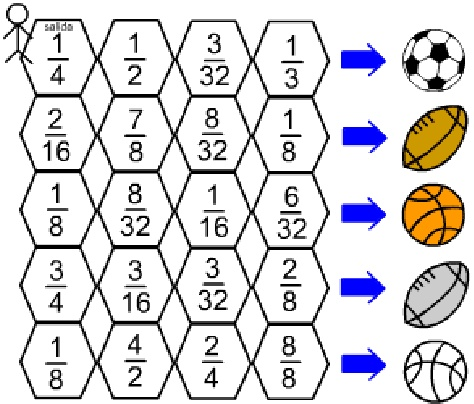 salida
1/4 1/2 3/32 1/3
2/16 7/8 8/32 1/8
1/8 8/32 1/16 6/32
3/4 3/16 3/32 2/8
1/8 4/2 2/4 8/8